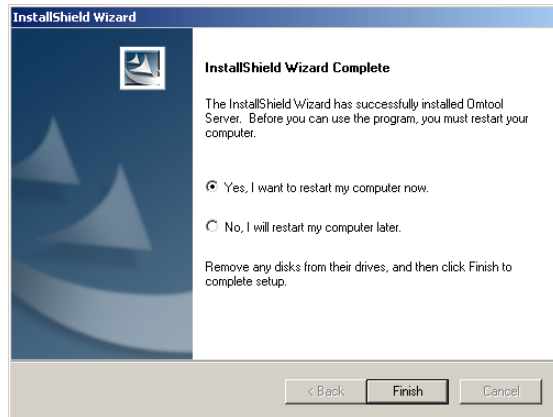 InstallShield Wizard
InstallShield Wizard Complete
The InstallShield Wizard has successfully installed Omtool
Server. Before you can use the program, you must restart your
computer.
Yes, I want to restart my computer now.
No, I will restart my computer later.
Remove any disks from their drives, and then click Finish to
complete setup.
< Back
Finish
Cancel